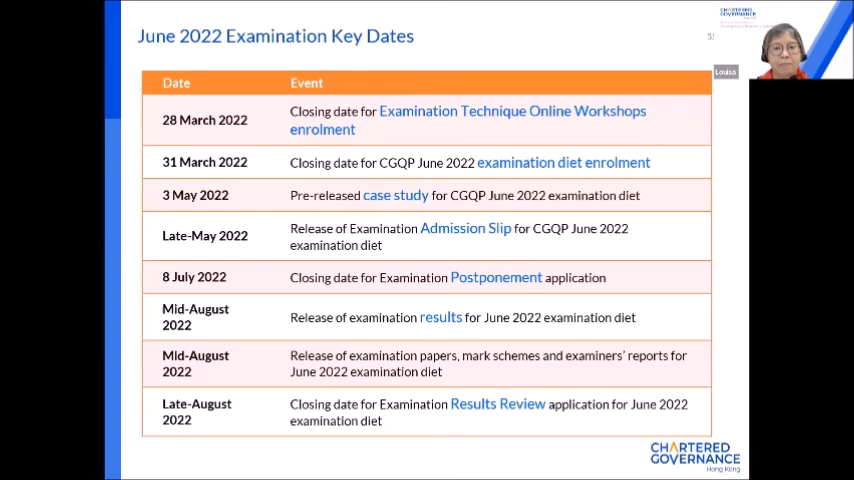 June 2022 Examination Key Dates
CHARTERED
GOVERNANCE
Louisa
Date Event
28 March 2022 Closing date for Examination Technique Online Workshops
enrolment
31 March 2022 Closing date for CGQP June 2022 examination diet enrolment
3 May 2022 Pre-released case study for CGQP June 2022 examination diet
Late-May 2022 Release of Examination Admission Slip for CGQP June 2022
examination diet
8 July 2022 Closing date for Examination Postponement application
Mid-August
2022 Release of examination results for June 2022 examination diet
Mid-August Release of examination papers, mark schemes and examiners' reports for
2022 June 2022 examination diet
Late-August Closing date for Examination Results Review application for June 2022
2022 examination diet
CHARTERED
GOVERNANCE
Hong Kong